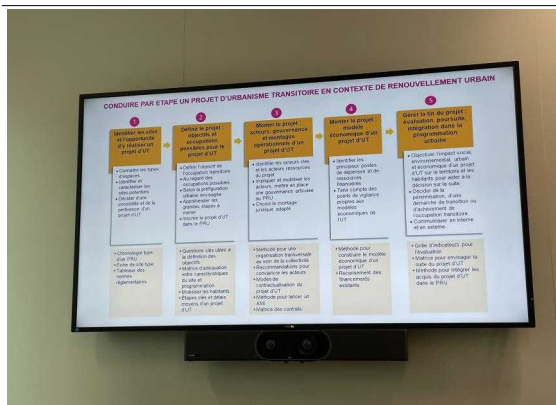 CONDUIRE PAR ETAPE UN PROJET D'URBANISME TRANSITOIRE EN CONTEXTE DE RENOUVELLEMENT URBAIN
1
Identifier les sites
et l'opportunité
d'y réaliser un
projet d'UT
• Connaitre les types
d'espaces
• Identifier et
caractériser les
sites potentiels
• Décider d'une
possibilité et de la
pertinence d'un
projet d'UT
• Chronologie type
d'un PRU
• Fiche de site type
• Tableaux des
normes
règlementaires
2
Définir le projet :
objectifs et
occupations
possibles pour le
projet d'UT
• Définir l'objectif de
l'occupation transitoire
• Au regard des
occupations possibles
• Selon la préfiguration
urbaine envisagée
• Appréhender les
grandes étapes à
mener
• Inscrire le projet d'UT
dans le PRU
• Questions clés utiles à
la définition des
objectifs
• Matrice d'adéquation
entre caractéristiques
du site et
programmation
• Mobiliser les habitants
• Étapes clés et délais
moyens d'un projet
d'UT
3
Monter le projet :
acteurs, gouvernance
et montages
opérationnels d'un
projet d'UT
• Identifier les acteurs clés
et les acteurs ressources
du projet
• Impliquer et mobiliser les
acteurs, mettre en place
une gouvernance articulée
au PRU
• Choisir le montage
juridique adapté
• Méthode pour une
organisation transversale
au sein de la collectivité
• Recommandations pour
convaincre les acteurs
• Modèle de
contractualisation du
projet d'UT
• Méthode pour lancer un
AMI
• Matrice des contrats
4
Monter le projet :
modèle
économique d'un
projet d'UT
• Identifier les
principaux postes
de dépense et de
ressources
financières
• Tenir compte des
points de vigilance
propres aux
modèles
économiques de
l'UT
• Méthode pour
construire le modèle
économique d'un
projet d'UT
• Recensement des
financements
existants
5
Gérer la fin du projet :
évaluation, poursuite,
intégration dans la
programmation
urbaine
• Objectiver l'impact social,
environnemental, urbain
et économique d'un projet
d'UT sur le territoire et les
habitants pour aider à la
décision sur la suite
• Décider de la
pérennisation, d'une
démarche de transition ou
d'achèvement de
l'occupation transitoire
• Communiquer en interne
et en externe
• Grille d'indicateurs pour
l'évaluation
• Matrice pour envisager la
suite du projet d'UT
• Méthode pour intégrer les
acquis du projet d'UT
dans le PRU